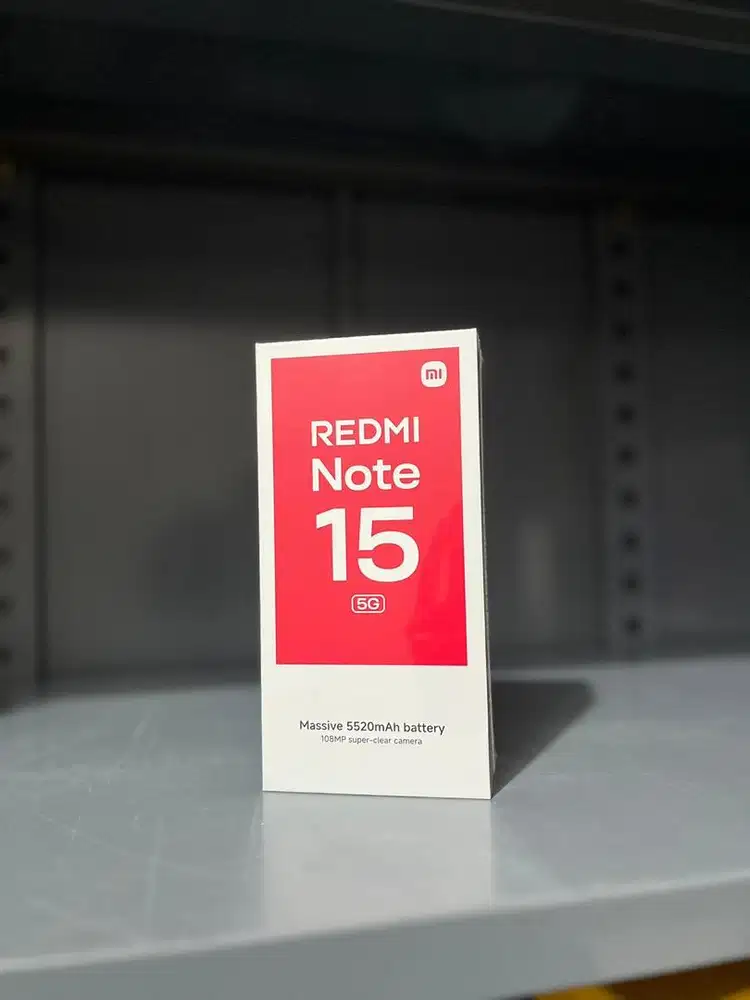 mi
REDMI
Note
15
5G
Massive 5520mAh battery
108MP super-clear camera